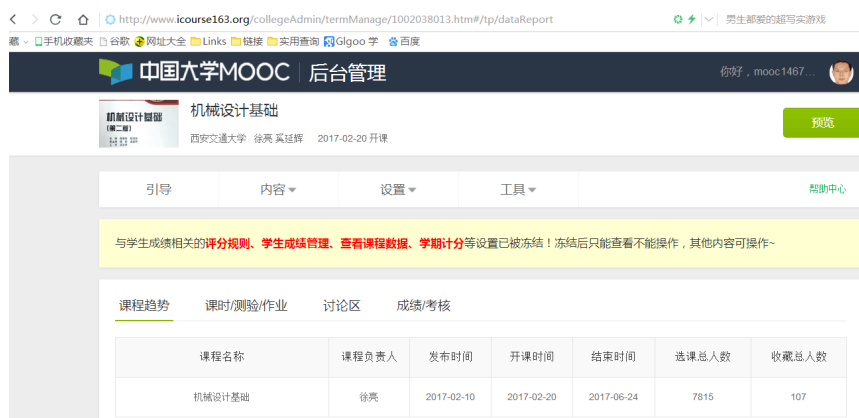 http://www.icourse163.org/collegeAdmin/termManage/1002038013.htm#/tp/dataReport 男生都爱的超写实游戏
藏 手机收藏夹 谷歌 网址大全 Links 链接 实用查询 Glgoo 学 百度
中国大学MOOC 后台管理 你好，mooc1467...
机械设计基础
机械设计基础
(第二版)
预览
西安交通大学 徐亮 奚延辉 2017-02-20 开课
引导 内容 设置 工具 帮助中心
与学生成绩相关的评分规则、学生成绩管理、查看课程数据、学期计分等设置已被冻结！冻结后只能查看不能操作，其他内容可操作~
课程趋势 课时/测验/作业 讨论区 成绩/考核
课程名称 课程负责人 发布时间 开课时间 结束时间 选课总人数 收藏总人数
机械设计基础 徐亮 2017-02-10 2017-02-20 2017-06-24 7815 107